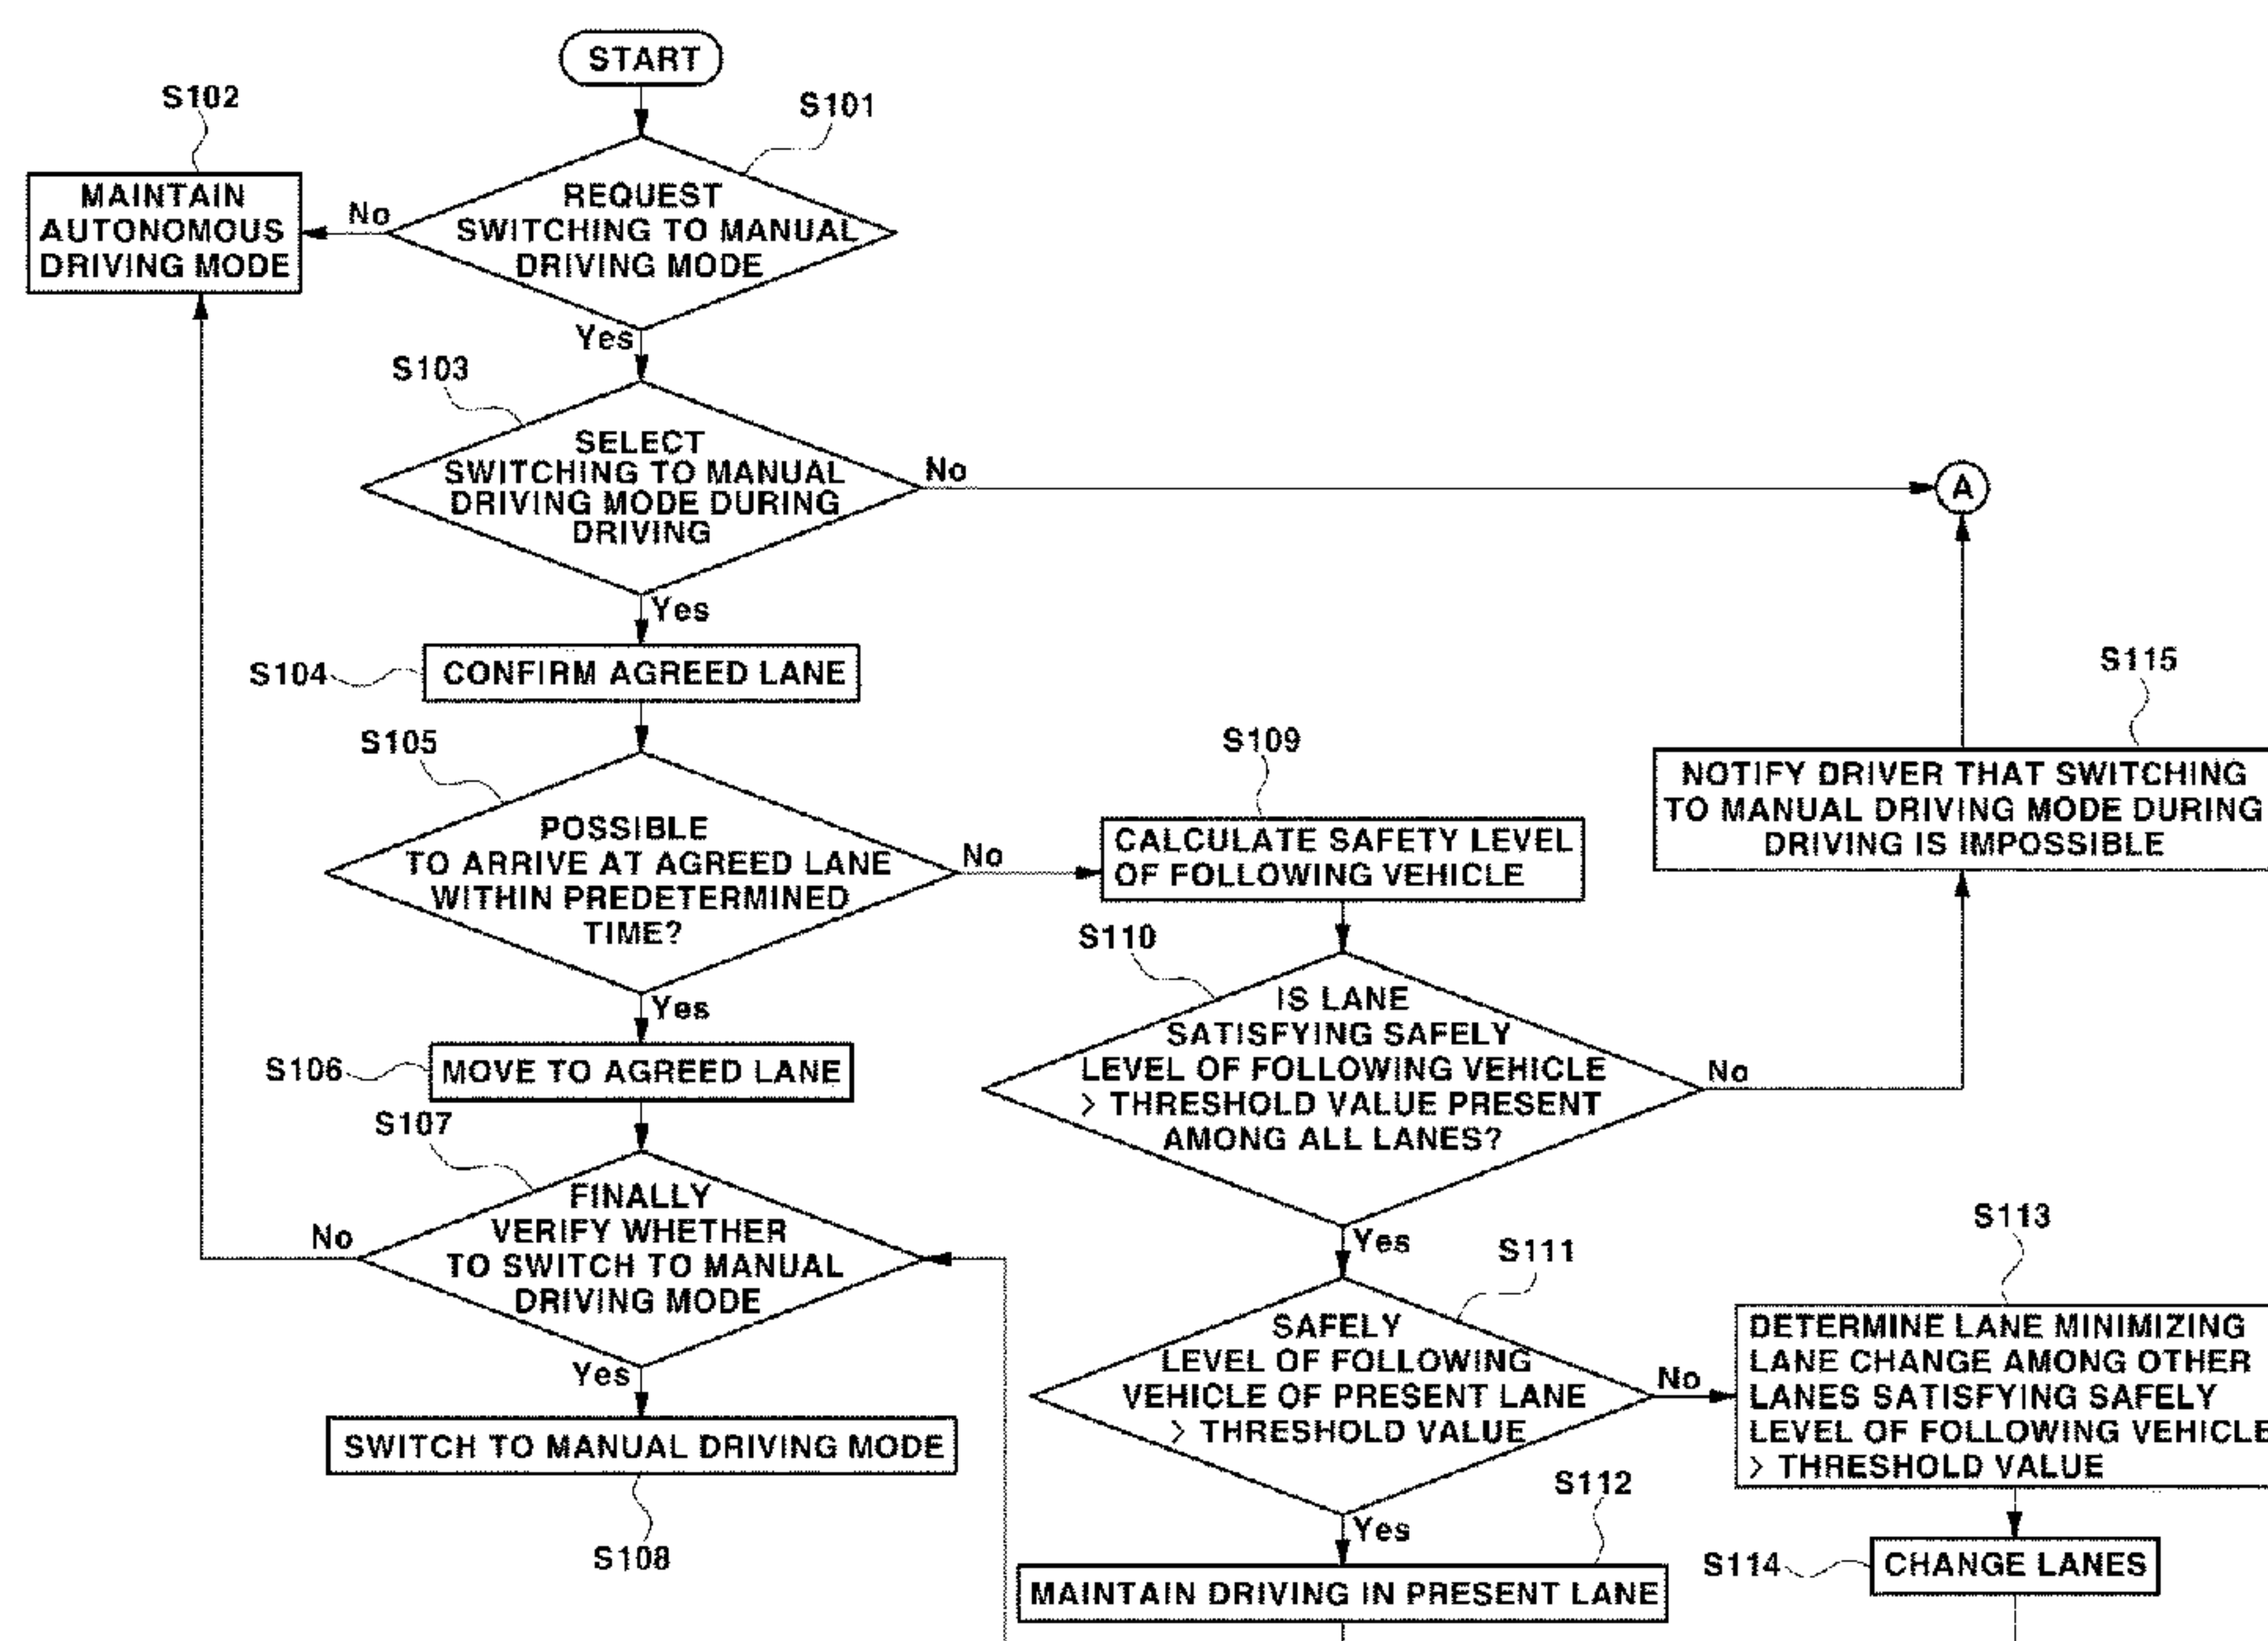 START
S101
S102
MAINTAIN
AUTONOMOUS
DRIVING MODE
No
REQUEST
SWITCHING TO MANUAL
DRIVING MODE
Yes
S103
SELECT
SWITCHING TO MANUAL
DRIVING MODE DURING
DRIVING
No
A
Yes
S104
CONFIRM AGREED LANE
S105
POSSIBLE
TO ARRIVE AT AGREED LANE
WITHIN PREDETERMINED
TIME?
No
Yes
S106
MOVE TO AGREED LANE
S107
FINALLY
VERIFY WHETHER
TO SWITCH TO MANUAL
DRIVING MODE
No
Yes
SWITCH TO MANUAL DRIVING MODE
S108
S109
CALCULATE SAFETY LEVEL
OF FOLLOWING VEHICLE
S110
IS LANE
SATISFYING SAFELY
LEVEL OF FOLLOWING VEHICLE
> THRESHOLD VALUE PRESENT
AMONG ALL LANES?
No
Yes
S115
NOTIFY DRIVER THAT SWITCHING
TO MANUAL DRIVING MODE DURING
DRIVING IS IMPOSSIBLE
S111
SAFELY
LEVEL OF FOLLOWING
VEHICLE OF PRESENT LANE
> THRESHOLD VALUE
No
Yes
S112
MAINTAIN DRIVING IN PRESENT LANE
S113
DETERMINE LANE MINIMIZING
LANE CHANGE AMONG OTHER
LANES SATISFYING SAFELY
LEVEL OF FOLLOWING VEHICLE
> THRESHOLD VALUE
S114
CHANGE LANES